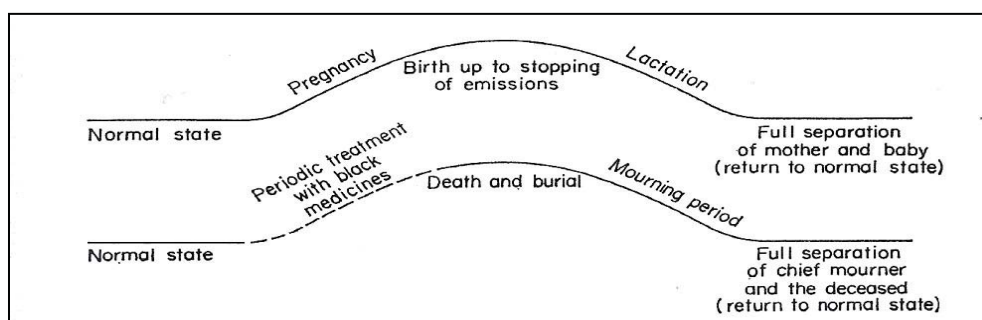 Pregnancy
Birth up to stopping
of emissions
Lactation
Normal state
Full separation
of mother and baby
(return to normal state)
Periodic treatment
with black
medicines
Death and burial
Mourning period
Normal state
Full separation
of chief mourner
and the deceased
(return to normal state)